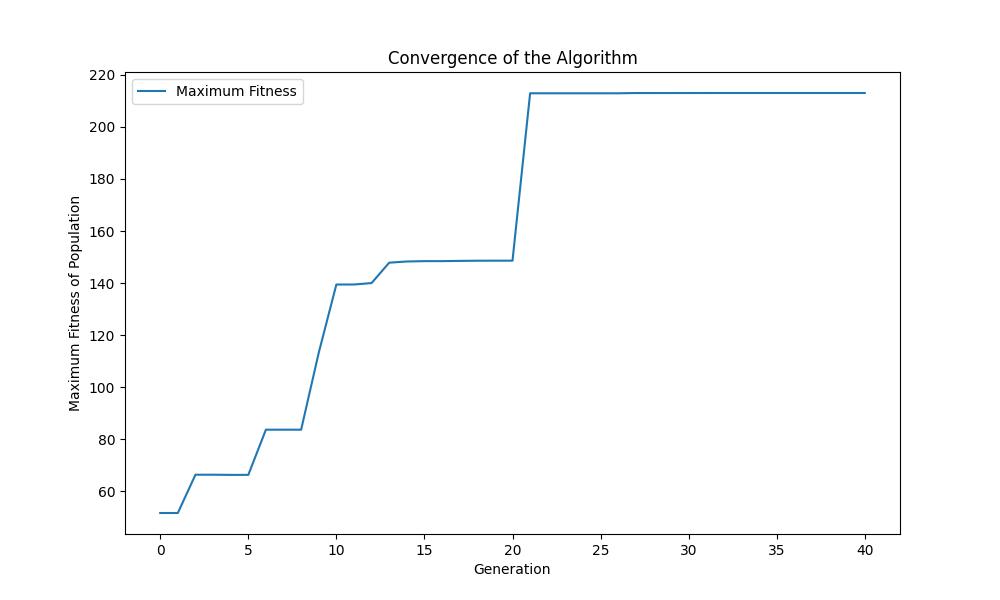 Convergence of the Algorithm
Maximum Fitness
220
200
180
160
140
120
100
80
60
Maximum Fitness of Population
0 5 10 15 20 25 30 35 40
Generation